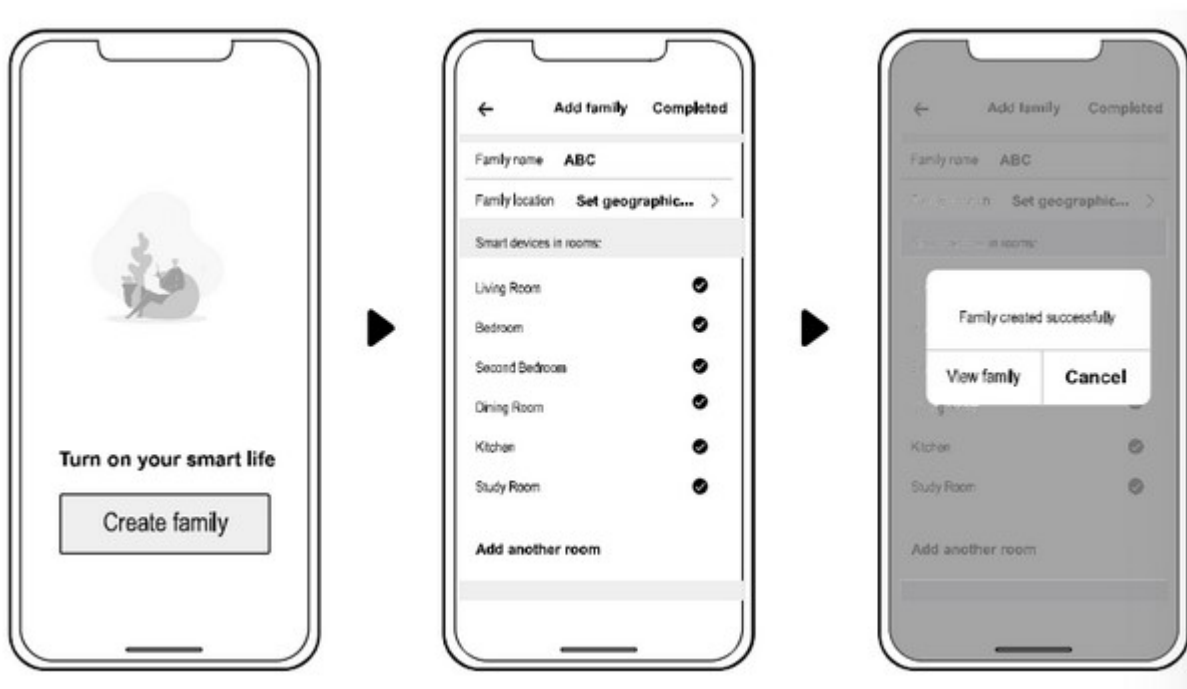 Turn on your smart life
Create family
Add family Completed
Family name ABC
Family location Set geographic...
Smart devices in rooms:
Living Room
Bedroom
Second Bedroom
Dining Room
Kitchen
Study Room
Add another room
Add family Completed
Family name ABC
Set geographic...
in rooms:
Family created successfully
View family Cancel
Kitchen
Study Room
Add another room